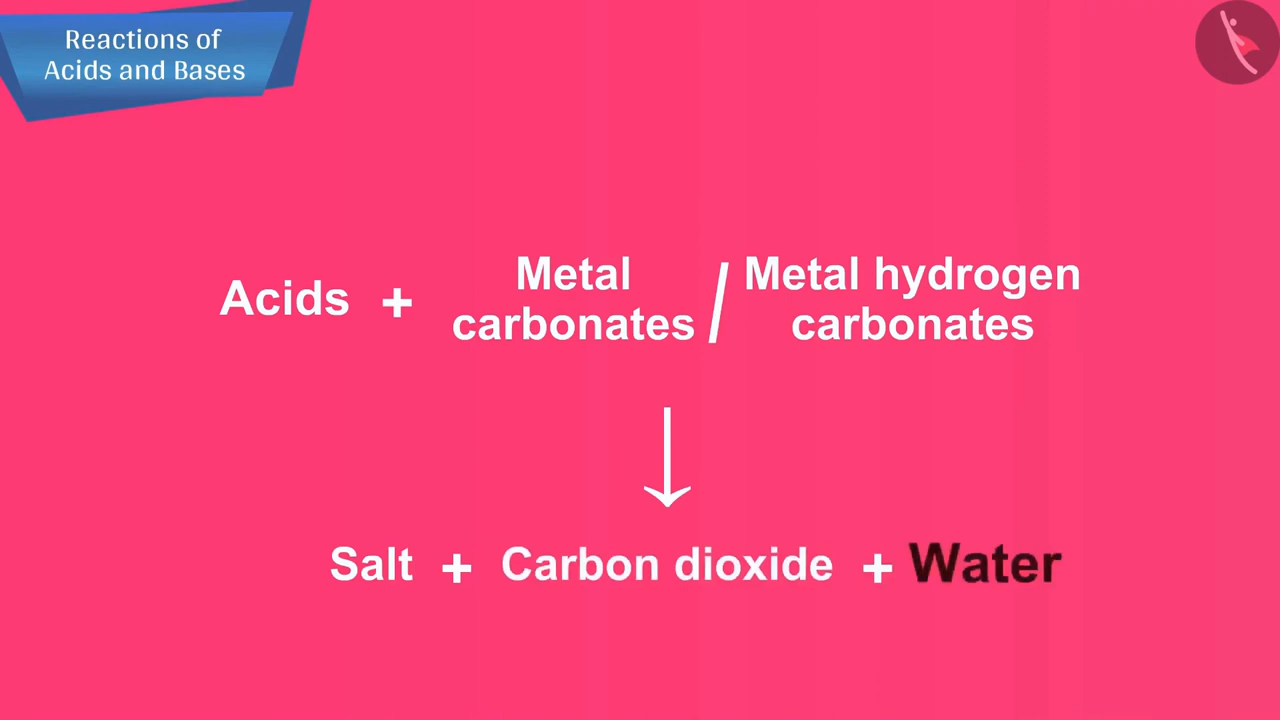 Reactions of
Acids and Bases
Acids + Metal carbonates / Metal hydrogen carbonates
↓
Salt + Carbon dioxide + Water